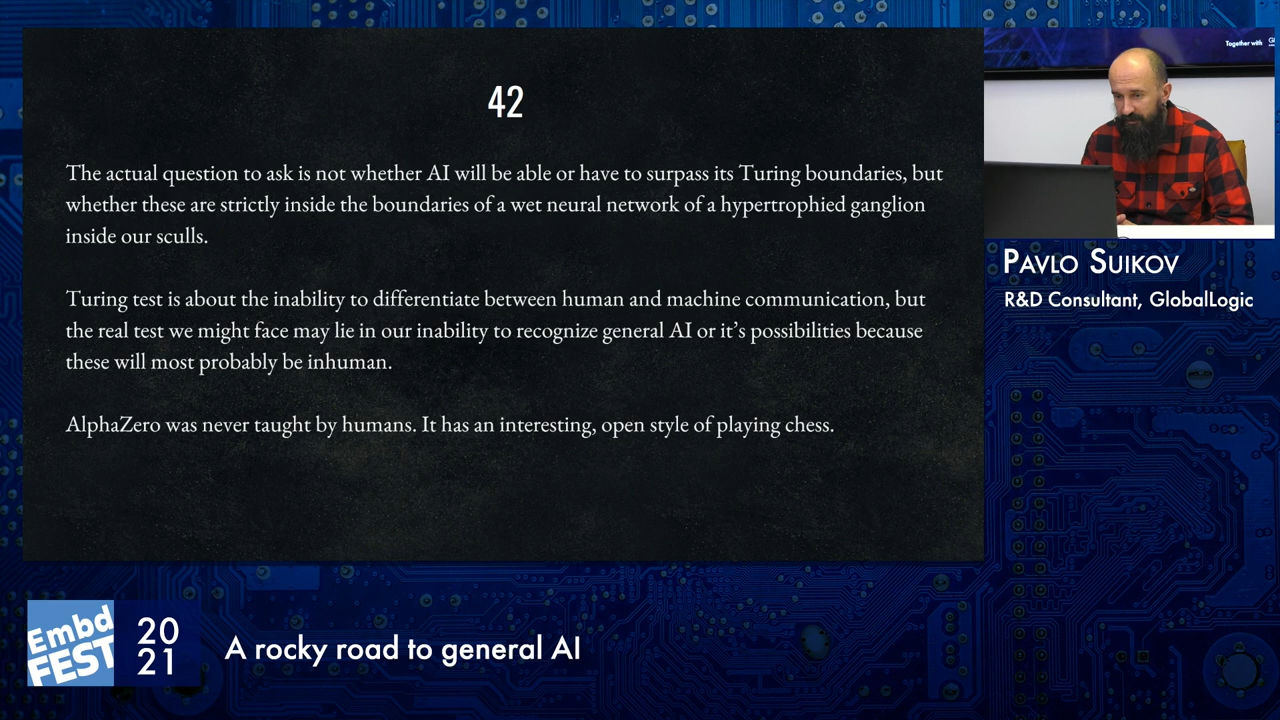 42
The actual question to ask is not whether AI will be able or have to surpass its Turing boundaries, but
whether these are strictly inside the boundaries of a wet neural network of a hypertrophied ganglion
inside our sculls.
Turing test is about the inability to differentiate between human and machine communication, but
the real test we might face may lie in our inability to recognize general AI or it’s possibilities because
these will most probably be inhuman.
AlphaZero was never taught by humans. It has an interesting, open style of playing chess.
Together with
Pavlo Suikov
R&D Consultant, GlobalLogic
Embd
FEST
20
21
A rocky road to general AI